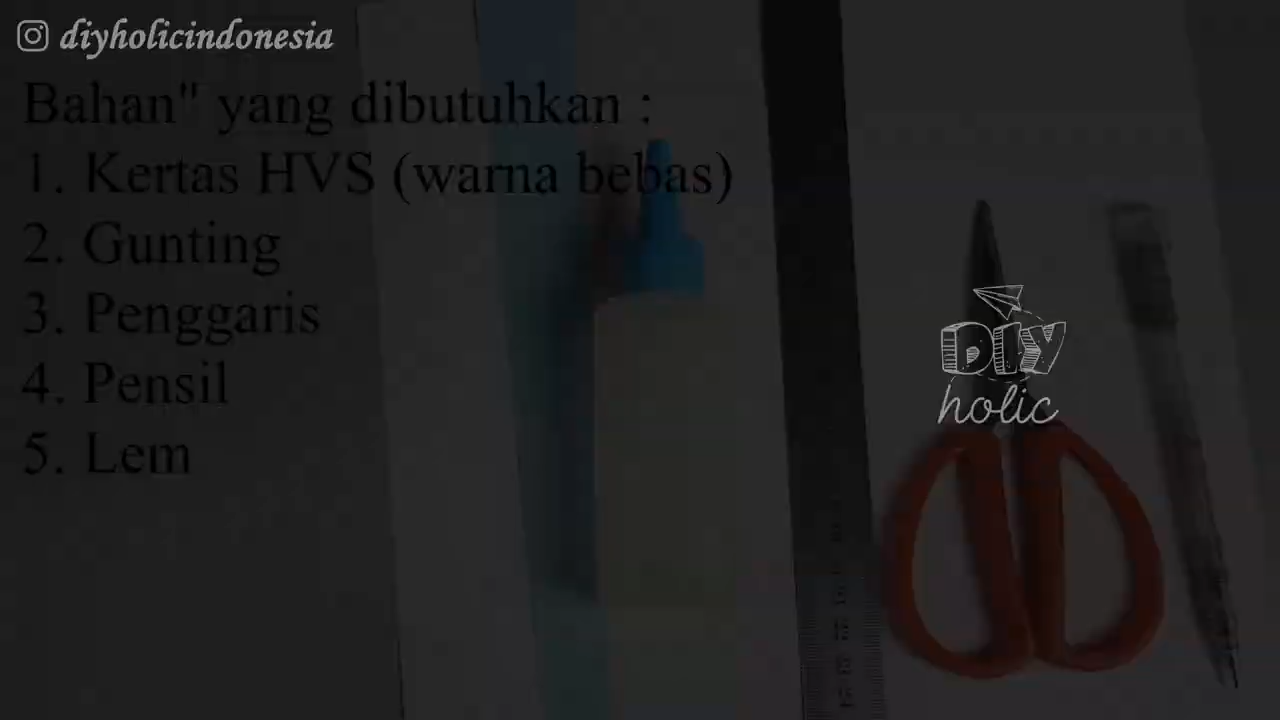 diyholicindonesia
Bahan" yang dibutuhkan :
1. Kertas HVS (warna bebas)
2. Gunting
3. Penggaris
4. Pensil
5. Lem
DIY
holic